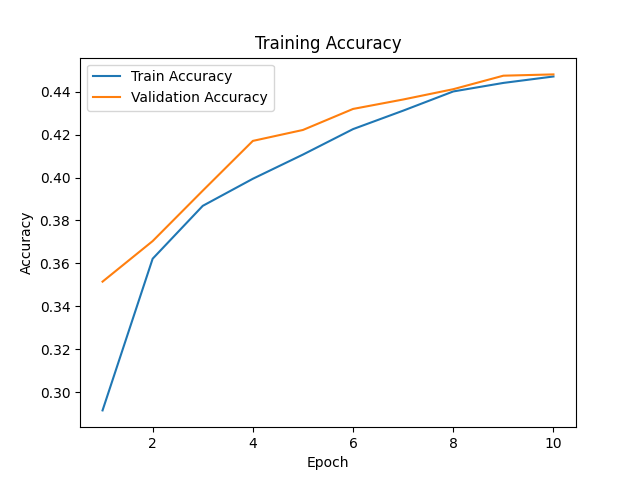 Training Accuracy
Train Accuracy
Validation Accuracy
0.44
0.42
0.40
0.38
0.36
0.34
0.32
0.30
Accuracy
2 4 6 8 10
Epoch